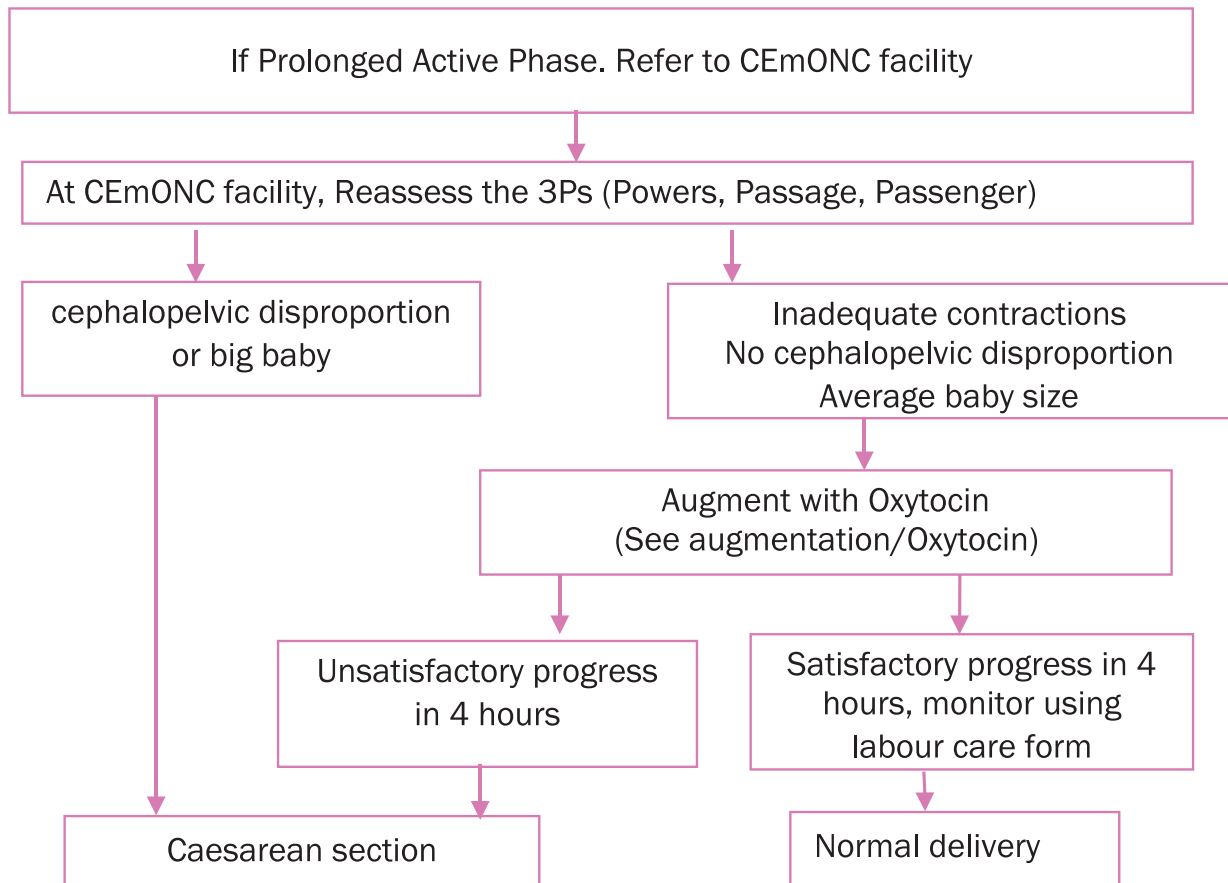 If Prolonged Active Phase. Refer to CEmONC facility
At CEmONC facility, Reassess the 3Ps (Powers, Passage, Passenger)
cephalopelvic disproportion
or big baby
Inadequate contractions
No cephalopelvic disproportion
Average baby size
Augment with Oxytocin
(See augmentation/Oxytocin)
Unsatisfactory progress
in 4 hours
Satisfactory progress in 4
hours, monitor using
labour care form
Caesarean section
Normal delivery